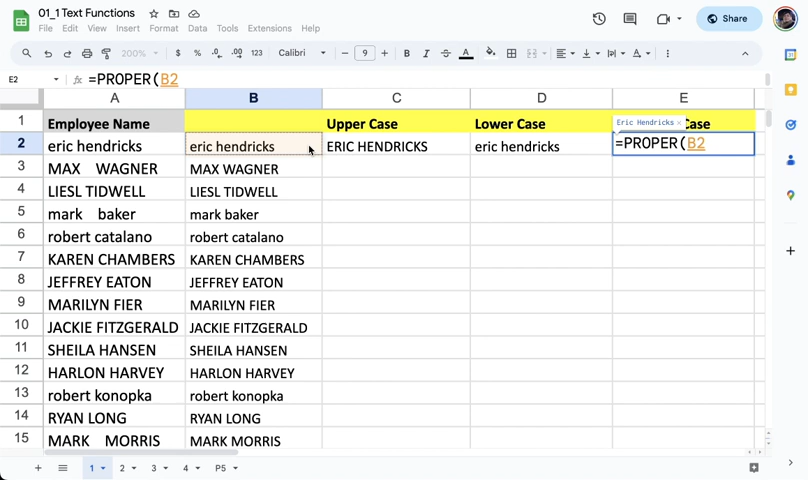 01_1 Text Functions
Share
File Edit View Insert Format Data Tools Extensions Help
200% $ % .0 .00 123 Calibri 9 B I A
E2 fx =PROPER(B2
A B C D E
1 Employee Name Upper Case Lower Case Case
Eric Hendricks ×
2 eric hendricks eric hendricks ERIC HENDRICKS eric hendricks =PROPER(B2
3 MAX    WAGNER MAX WAGNER
4 LIESL TIDWELL LIESL TIDWELL
5 mark    baker mark baker
6 robert catalano robert catalano
7 KAREN CHAMBERS KAREN CHAMBERS
8 JEFFREY EATON JEFFREY EATON
9 MARILYN FIER MARILYN FIER
10 JACKIE FITZGERALD JACKIE FITZGERALD
11 SHEILA HANSEN SHEILA HANSEN
12 HARLON HARVEY HARLON HARVEY
13 robert konopka robert konopka
14 RYAN LONG RYAN LONG
15 MARK    MORRIS MARK MORRIS
1 2 3 4 P5